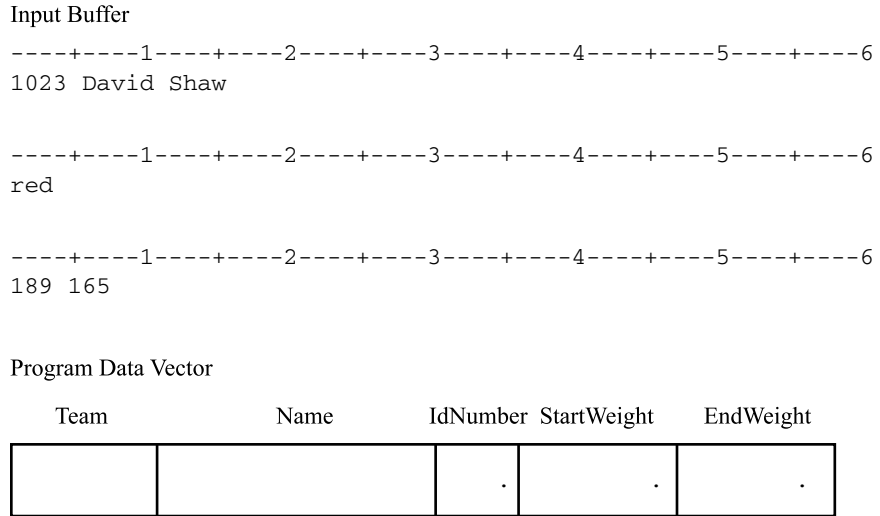 Input Buffer
----+----1----+----2----+----3----+----4----+----5----+----6
1023 David Shaw
----+----1----+----2----+----3----+----4----+----5----+----6
red
----+----1----+----2----+----3----+----4----+----5----+----6
189 165
Program Data Vector
Team Name IdNumber StartWeight EndWeight
. . .